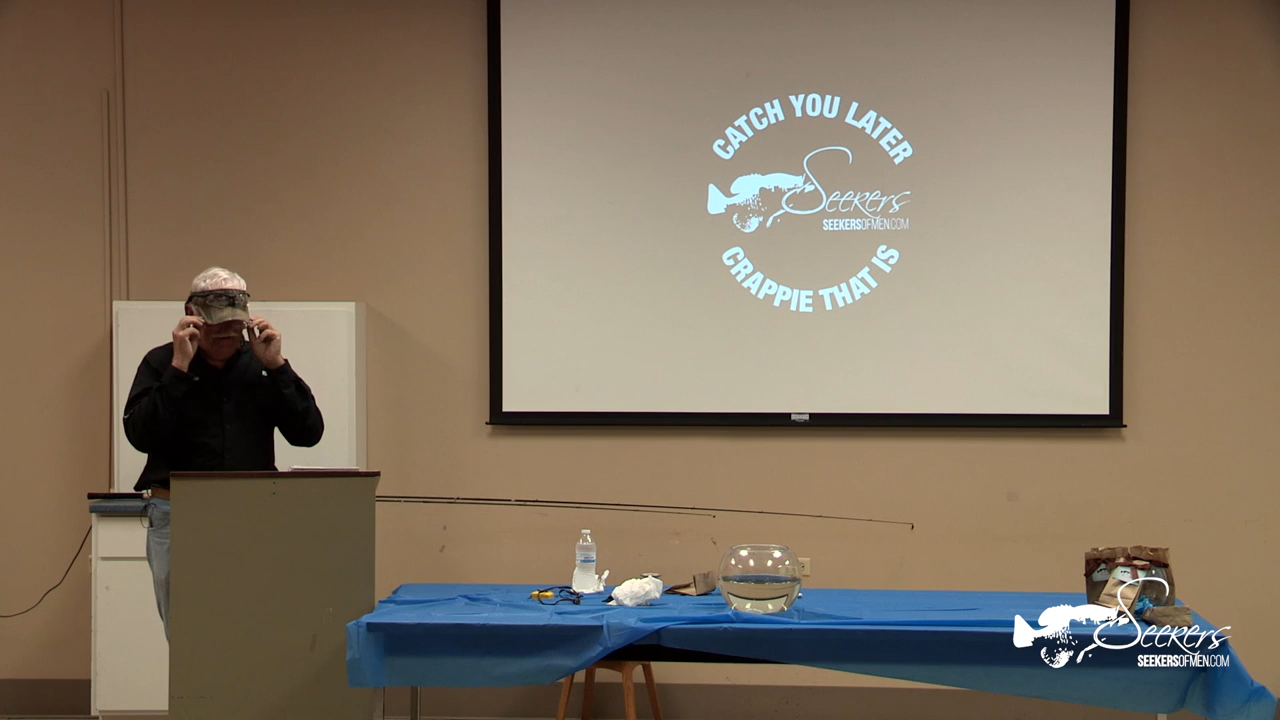 CATCH YOU LATER
SEEKERS
SEEKERSOFMEN.COM
CRAPPIE THAT IS
SEEKERS
SEEKERSOFMEN.COM